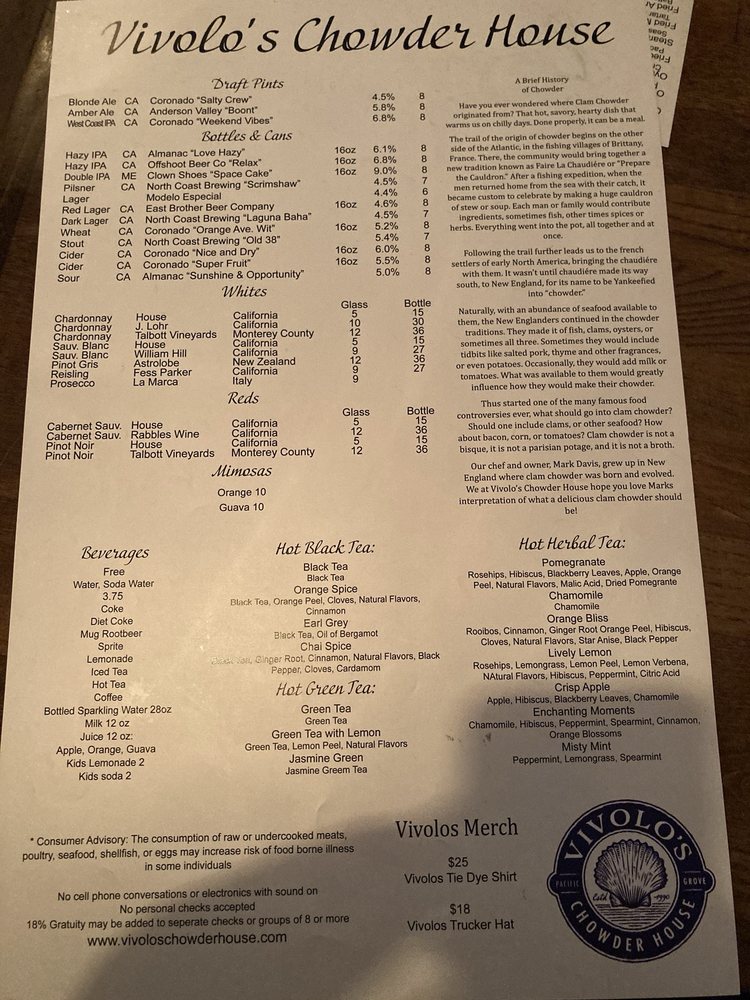 Vivolo's Chowder House
Draft Pints
Blonde Ale CA Coronado "Salty Crew" 4.5% 8
Amber Ale CA Anderson Valley "Boont" 5.8% 8
West Coast IPA CA Coronado "Weekend Vibes" 6.8% 8
Bottles & Cans
Hazy IPA CA Almanac "Love Hazy" 16oz 6.1% 8
Hazy IPA CA Offshoot Beer Co "Relax" 16oz 6.8% 8
Double IPA ME Clown Shoes "Space Cake" 16oz 9.0% 8
Pilsner CA North Coast Brewing "Scrimshaw" 4.5% 7
Lager Modelo Especial 4.4% 6
Red Lager CA East Brother Beer Company 16oz 4.6% 8
Dark Lager CA North Coast Brewing "Laguna Baha" 4.5% 7
Wheat CA Coronado "Orange Ave. Wit" 16oz 5.2% 8
Stout CA North Coast Brewing "Old 38" 5.4% 7
Cider CA Coronado "Nice and Dry" 16oz 6.0% 8
Cider CA Coronado "Super Fruit" 16oz 5.5% 8
Sour CA Almanac "Sunshine & Opportunity" 5.0% 8
Whites
Glass Bottle
Chardonnay House California 5 15
Chardonnay J. Lohr California 10 30
Chardonnay Talbott Vineyards Monterey County 12 36
Sauv. Blanc House California 5 15
Sauv. Blanc William Hill California 9 27
Pinot Gris Astrolobe New Zealand 12 36
Reisling Fess Parker California 9 27
Prosecco La Marca Italy 9
Reds
Glass Bottle
Cabernet Sauv. House California 5 15
Cabernet Sauv. Rabbles Wine California 12 36
Pinot Noir House California 5 15
Pinot Noir Talbott Vineyards Monterey County 12 36
Mimosas
Orange 10
Guava 10
A Brief History
of Chowder
Have you ever wondered where Clam Chowder
originated from? That hot, savory, hearty dish that
warms us on chilly days. Done properly, it can be a meal.
The trail of the origin of chowder begins on the other
side of the Atlantic, in the fishing villages of Brittany,
France. There, the community would bring together a
new tradition known as Faire La Chaudiére or "Prepare
the Cauldron." After a fishing expedition, when the
men returned home from the sea with their catch, it
became custom to celebrate by making a huge cauldron
of stew or soup. Each man or family would contribute
ingredients, sometimes fish, other times spices or
herbs. Everything went into the pot, all together and at
once.
Following the trail further leads us to the french
settlers of early North America, bringing the chaudiére
with them. It wasn't until chaudiére made its way
south, to New England, for its name to be Yankeefied
into "chowder."
Naturally, with an abundance of seafood available to
them, the New Englanders continued in the chowder
traditions. They made it of fish, clams, oysters, or
sometimes all three. Sometimes they would include
tidbits like salted pork, thyme and other fragrances,
or even potatoes. Occasionally, they would add milk or
tomatoes. What was available to them would greatly
influence how they would make their chowder.
Thus started one of the many famous food
controversies ever, what should go into clam chowder?
Should one include clams, or other seafood? How
about bacon, corn, or tomatoes? Clam chowder is not a
bisque, it is not a parisian potage, and it is not a broth.
Our chef and owner, Mark Davis, grew up in New
England where clam chowder was born and evolved.
We at Vivolo's Chowder House hope you love Marks
interpretation of what a delicious clam chowder should
be!
Beverages
Free
Water, Soda Water
3.75
Coke
Diet Coke
Mug Rootbeer
Sprite
Lemonade
Iced Tea
Hot Tea
Coffee
Bottled Sparkling Water 28oz
Milk 12 oz
Juice 12 oz:
Apple, Orange, Guava
Kids Lemonade 2
Kids soda 2
Hot Black Tea:
Black Tea
Black Tea
Orange Spice
Black Tea, Orange Peel, Cloves, Natural Flavors,
Cinnamon
Earl Grey
Black Tea, Oil of Bergamot
Chai Spice
Black Tea, Ginger Root, Cinnamon, Natural Flavors, Black
Pepper, Cloves, Cardamom
Hot Green Tea:
Green Tea
Green Tea
Green Tea with Lemon
Green Tea, Lemon Peel, Natural Flavors
Jasmine Green
Jasmine Greem Tea
Hot Herbal Tea:
Pomegranate
Rosehips, Hibiscus, Blackberry Leaves, Apple, Orange
Peel, Natural Flavors, Malic Acid, Dried Pomegrante
Chamomile
Chamomile
Orange Bliss
Rooibos, Cinnamon, Ginger Root Orange Peel, Hibiscus,
Cloves, Natural Flavors, Star Anise, Black Pepper
Lively Lemon
Rosehips, Lemongrass, Lemon Peel, Lemon Verbena,
NAtural Flavors, Hibiscus, Peppermint, Citric Acid
Crisp Apple
Apple, Hibiscus, Blackberry Leaves, Chamomile
Enchanting Moments
Chamomile, Hibiscus, Peppermint, Spearmint, Cinnamon,
Orange Blossoms
Misty Mint
Peppermint, Lemongrass, Spearmint
* Consumer Advisory: The consumption of raw or undercooked meats,
poultry, seafood, shellfish, or eggs may increase risk of food borne illness
in some individuals
No cell phone conversations or electronics with sound on
No personal checks accepted
18% Gratuity may be added to seperate checks or groups of 8 or more
www.vivoloschowderhouse.com
Vivolos Merch
$25
Vivolos Tie Dye Shirt
$18
Vivolos Trucker Hat
VIVOLO'S
PACIFIC GROVE
Estd 1990
CHOWDER HOUSE